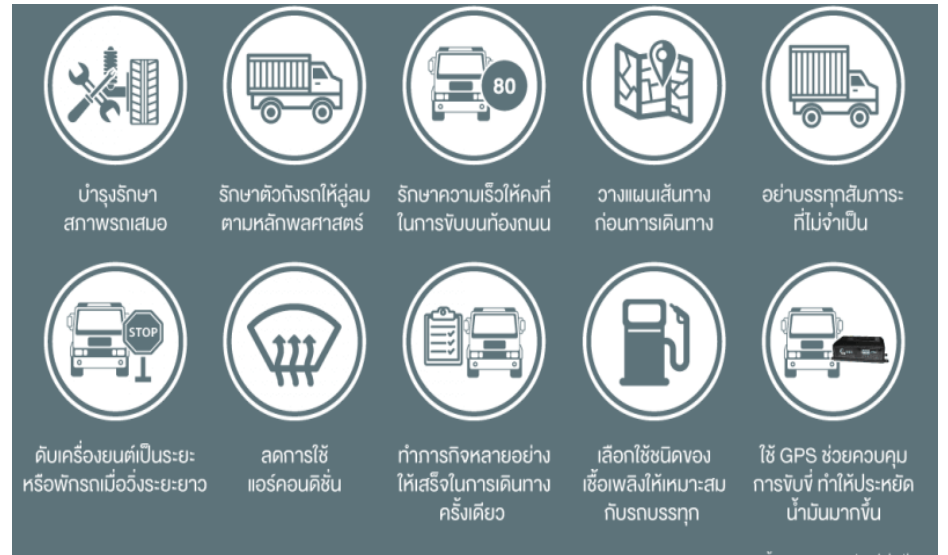 80
บำรุงรักษา
สภาพรถเสมอ
รักษาตัวถังรถให้ลู่ลม
ตามหลักพลศาสตร์
รักษาความเร็วให้คงที่
ในการขับบนท้องถนน
วางแผนเส้นทาง
ก่อนการเดินทาง
อย่าบรรทุกสัมภาระ
ที่ไม่จำเป็น
STOP
ดับเครื่องยนต์เป็นระยะ
หรือพักรถเมื่อวิ่งระยะยาว
ลดการใช้
แอร์คอนดิชั่น
ทำภารกิจหลายอย่าง
ให้เสร็จในการเดินทาง
ครั้งเดียว
เลือกใช้ชนิดของ
เชื้อเพลิงให้เหมาะสม
กับรถบรรทุก
ใช้ GPS ช่วยควบคุม
การขับขี่ ทำให้ประหยัด
น้ำมันมากขึ้น